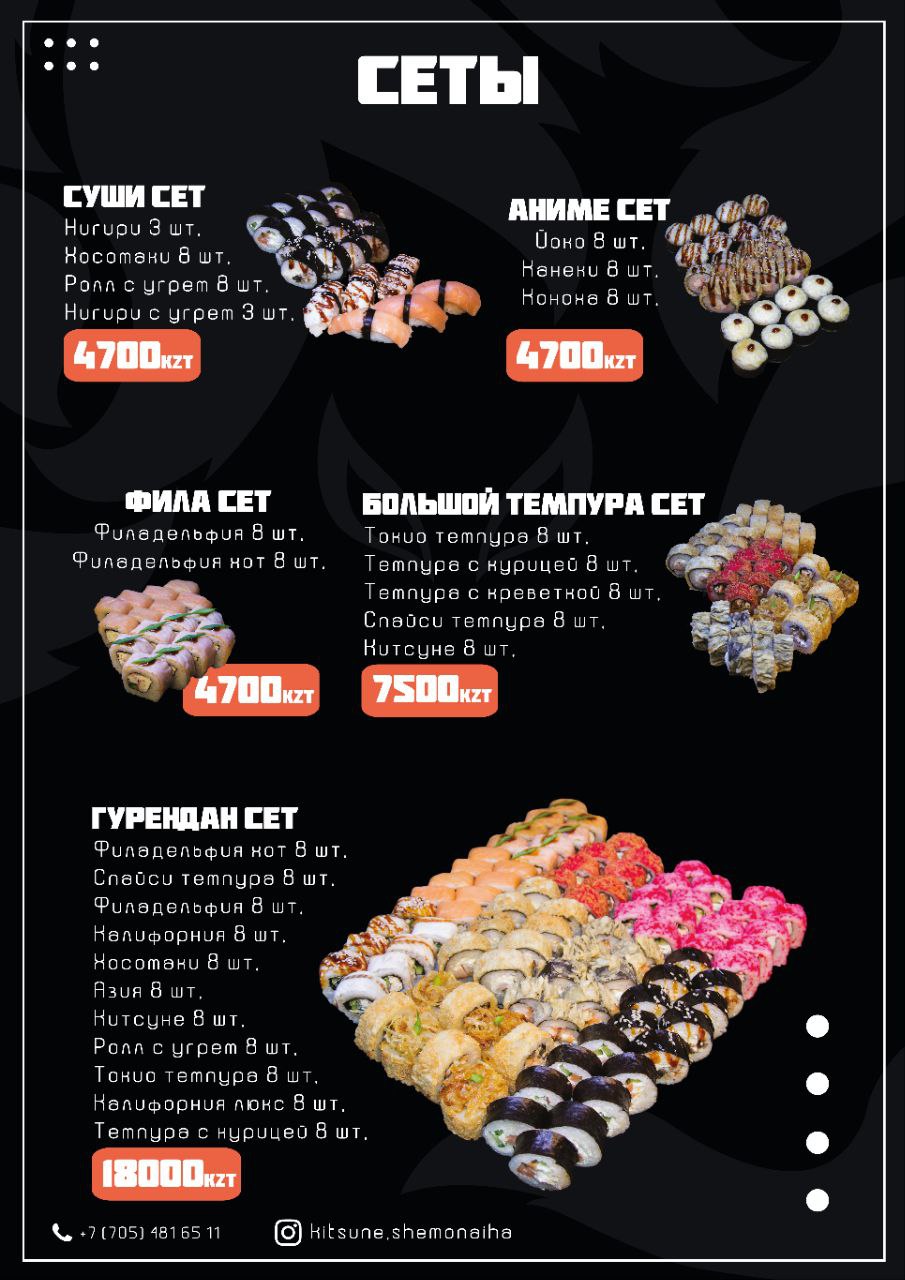 СЕТЫ
СУШИ СЕТ
Нигири 3 шт.
Хосомаки 8 шт.
Ролл с угрем 8 шт.
Нигири с угрем 3 шт.
4700KZT
АНИМЕ СЕТ
Йоко 8 шт.
Канеки 8 шт.
Коноха 8 шт.
4700KZT
ФИЛА СЕТ
Филадельфия 8 шт.
Филадельфия хот 8 шт.
4700KZT
БОЛЬШОЙ ТЕМПУРА СЕТ
Токио темпура 8 шт.
Темпура с курицей 8 шт.
Темпура с креветкой 8 шт.
Спайси темпура 8 шт.
Китсуне 8 шт.
7500KZT
ГУРЕНДАН СЕТ
Филадельфия хот 8 шт.
Спайси темпура 8 шт.
Филадельфия 8 шт.
Калифорния 8 шт.
Хосомаки 8 шт.
Азия 8 шт.
Китсуне 8 шт.
Ролл с угрем 8 шт.
Токио темпура 8 шт.
Калифорния люкс 8 шт.
Темпура с курицей 8 шт.
18000KZT
+7 (705) 481 65 11
kitsune.shemonaiha